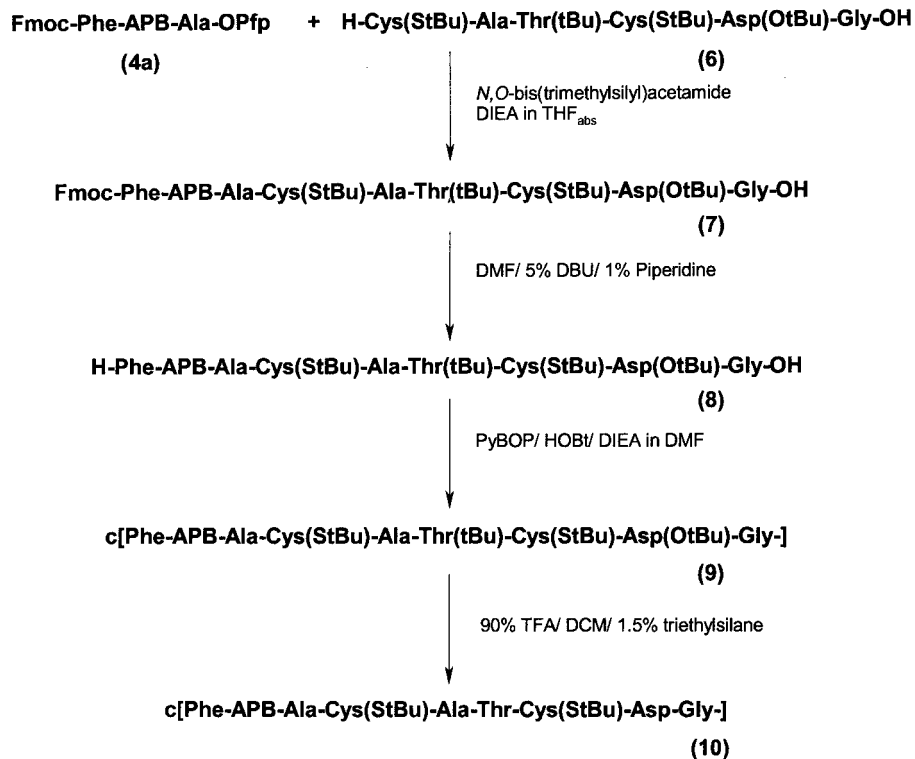 Fmoc-Phe-APB-Ala-OPfp + H-Cys(StBu)-Ala-Thr(tBu)-Cys(StBu)-Asp(OtBu)-Gly-OH
(4a) (6)
N,O-bis(trimethylsilyl)acetamide
DIEA in THFabs
Fmoc-Phe-APB-Ala-Cys(StBu)-Ala-Thr(tBu)-Cys(StBu)-Asp(OtBu)-Gly-OH
(7)
DMF/ 5% DBU/ 1% Piperidine
H-Phe-APB-Ala-Cys(StBu)-Ala-Thr(tBu)-Cys(StBu)-Asp(OtBu)-Gly-OH
(8)
PyBOP/ HOBt/ DIEA in DMF
c[Phe-APB-Ala-Cys(StBu)-Ala-Thr(tBu)-Cys(StBu)-Asp(OtBu)-Gly-]
(9)
90% TFA/ DCM/ 1.5% triethylsilane
c[Phe-APB-Ala-Cys(StBu)-Ala-Thr-Cys(StBu)-Asp-Gly-]
(10)